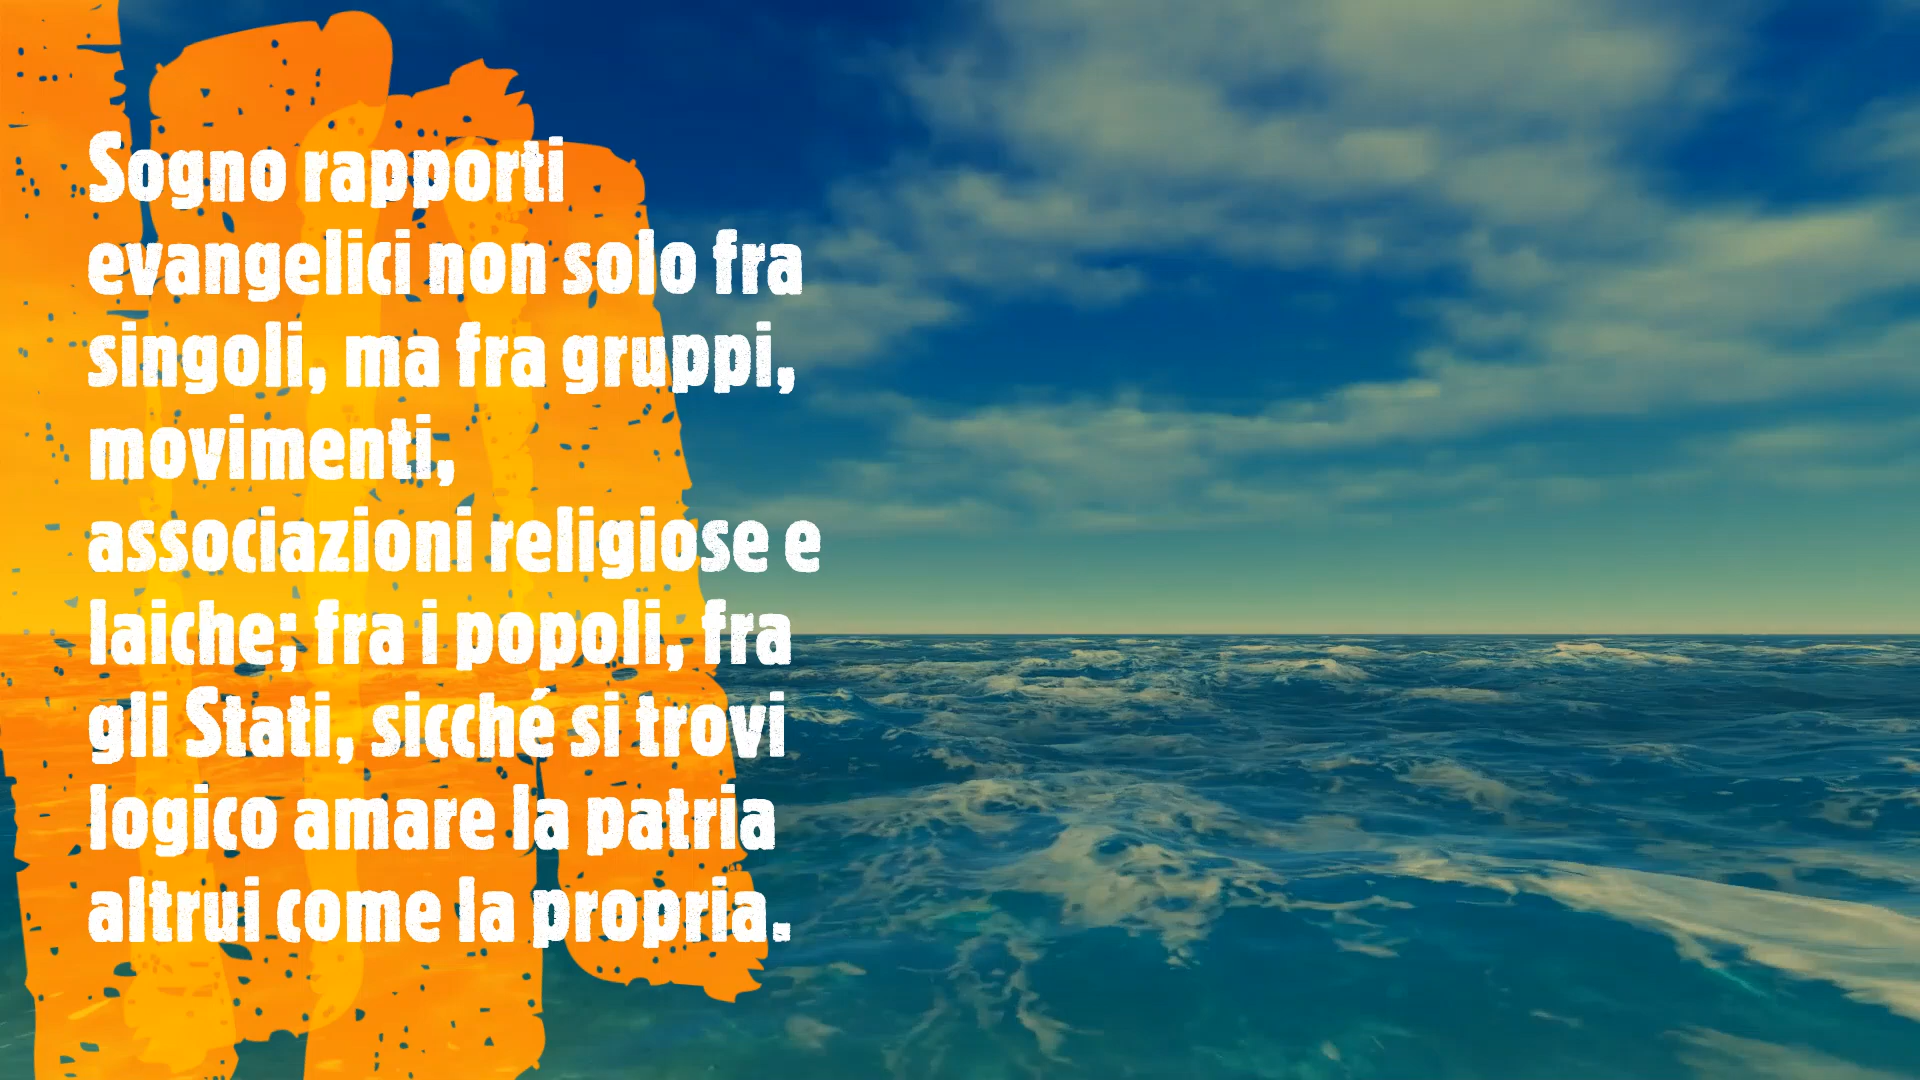 Sogno rapporti
evangelici non solo fra
singoli, ma fra gruppi,
movimenti,
associazioni religiose e
laiche; fra i popoli, fra
gli Stati, sicché si trovi
logico amare la patria
altrui come la propria.